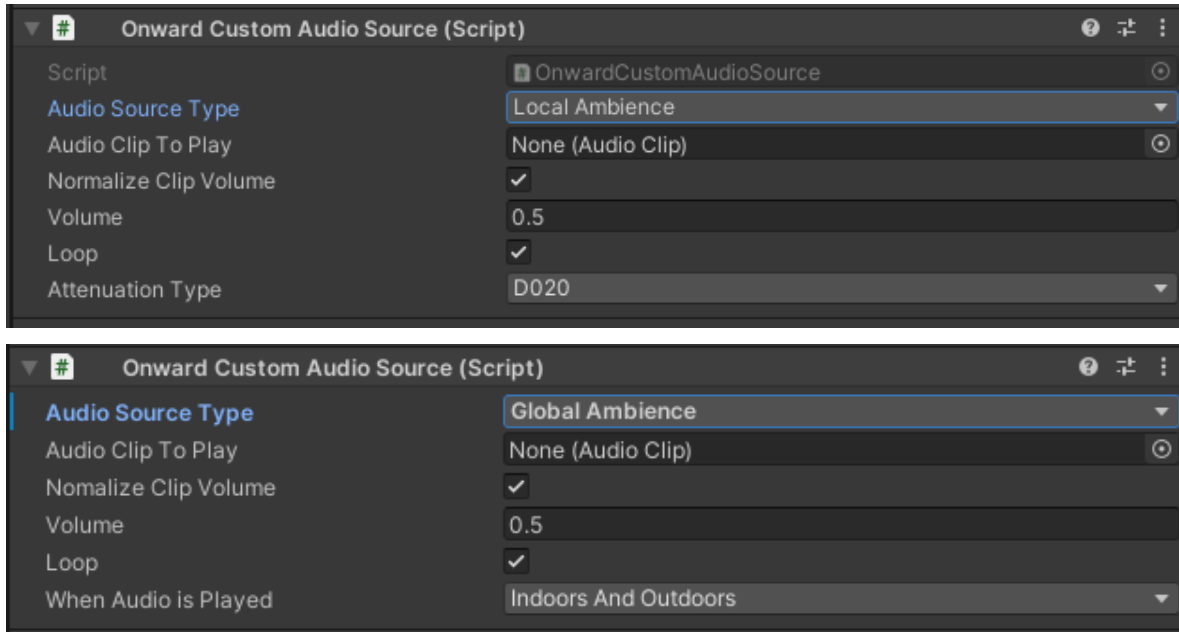 # Onward Custom Audio Source (Script)
Script # OnwardCustomAudioSource
Audio Source Type Local Ambience
Audio Clip To Play None (Audio Clip)
Normalize Clip Volume
Volume 0.5
Loop
Attenuation Type D020
# Onward Custom Audio Source (Script)
Audio Source Type Global Ambience
Audio Clip To Play None (Audio Clip)
Nomalize Clip Volume
Volume 0.5
Loop
When Audio is Played Indoors And Outdoors